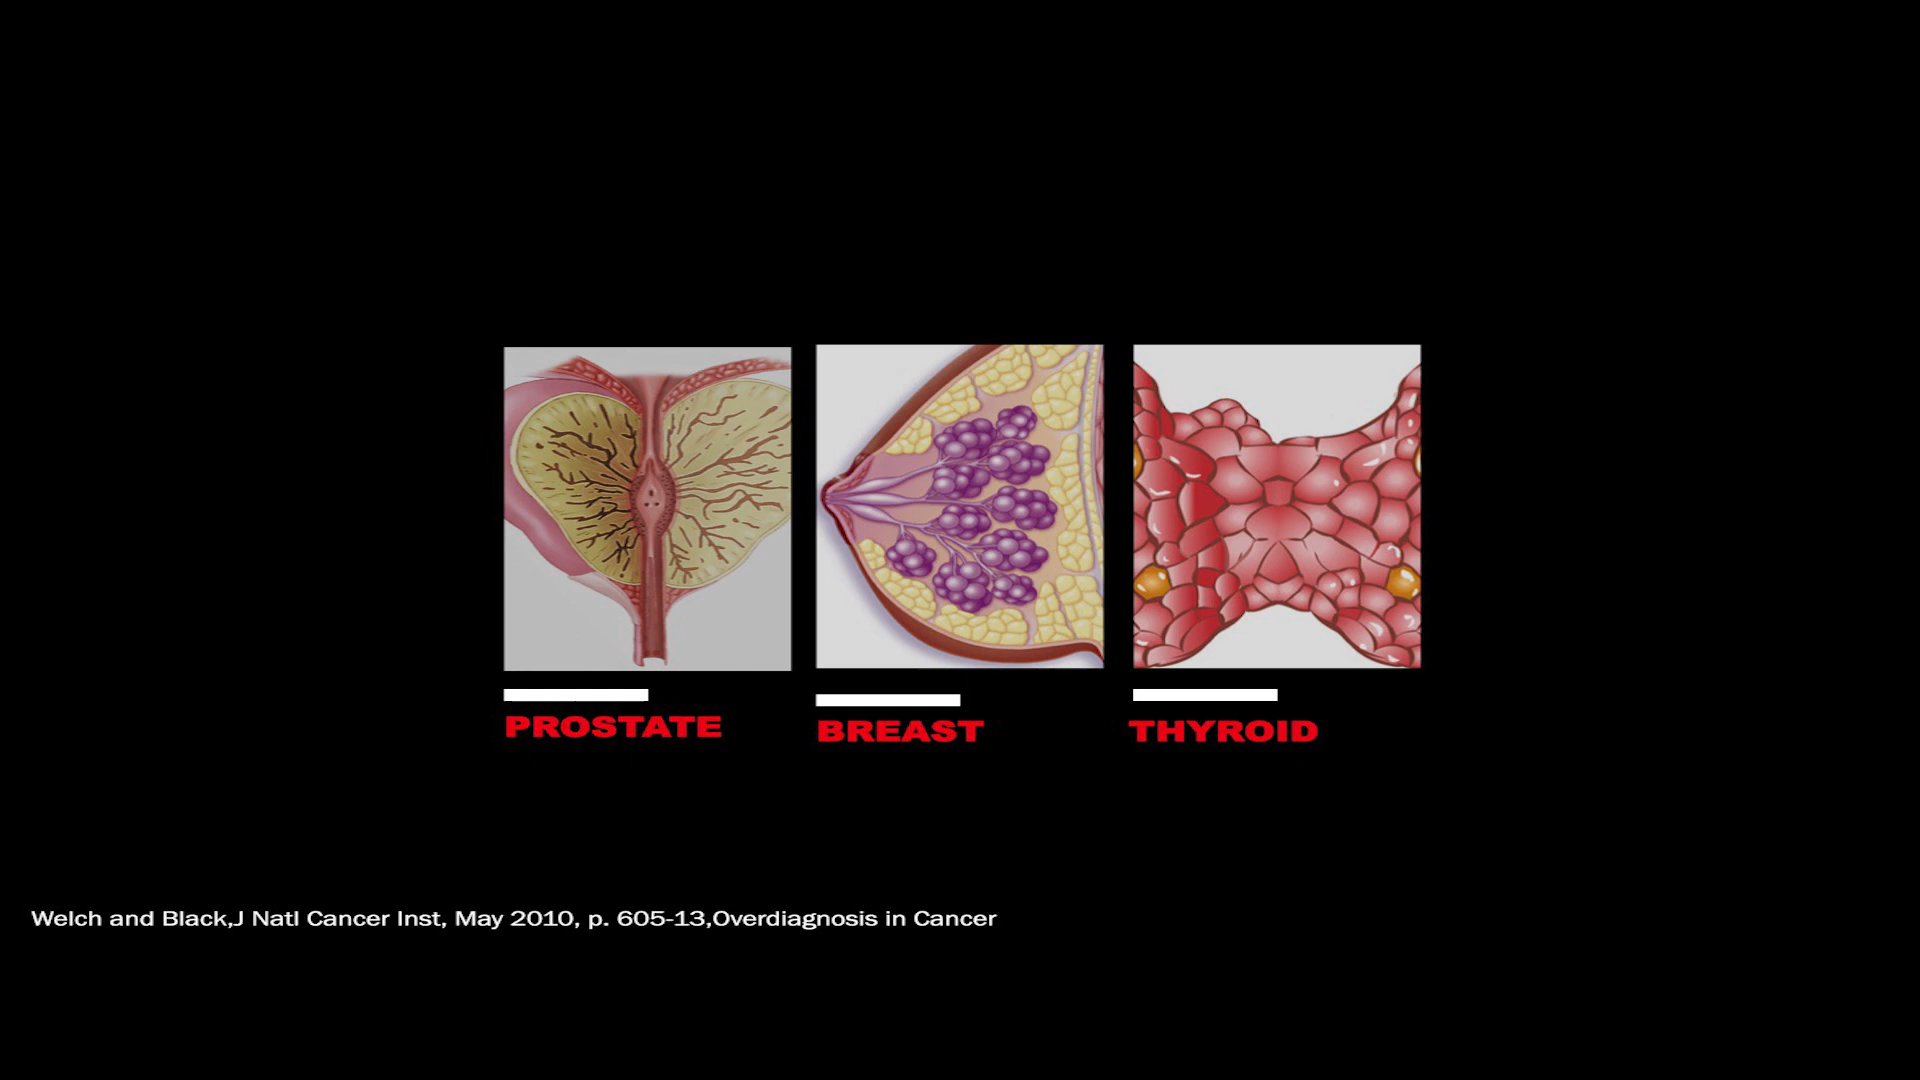 PROSTATE
BREAST
THYROID
Welch and Black,J Natl Cancer Inst, May 2010, p. 605-13,Overdiagnosis in Cancer